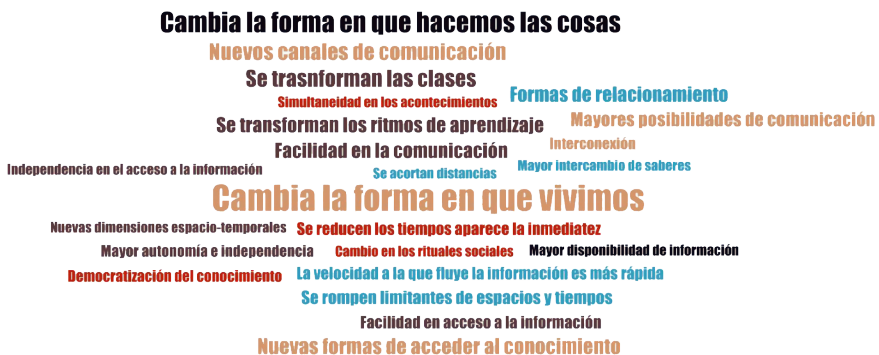 Cambia la forma en que hacemos las cosas
Nuevos canales de comunicación
Se trasnforman las clases
Formas de relacionamiento
Simultaneidad en los acontecimientos
Mayores posibilidades de comunicación
Se transforman los ritmos de aprendizaje
Interconexión
Facilidad en la comunicación
Mayor intercambio de saberes
Independencia en el acceso a la información
Se acortan distancias
Cambia la forma en que vivimos
Nuevas dimensiones espacio-temporales
Se reducen los tiempos aparece la inmediatez
Mayor autonomía e independencia
Cambio en los rituales sociales
Mayor disponibilidad de información
Democratización del conocimiento
La velocidad a la que fluye la información es más rápida
Se rompen limitantes de espacios y tiempos
Facilidad en acceso a la información
Nuevas formas de acceder al conocimiento